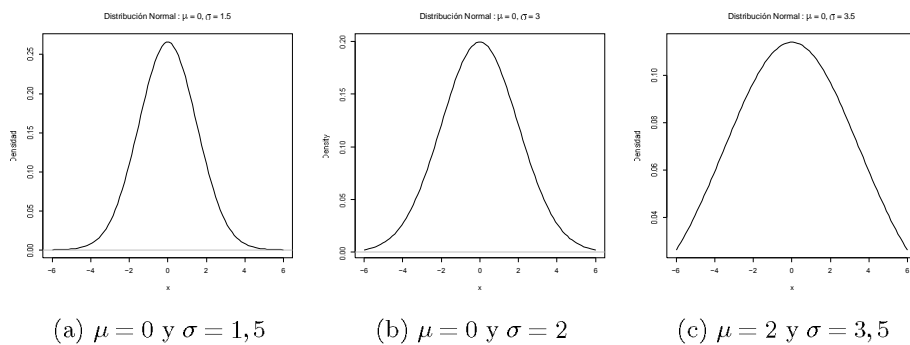 Distribución Normal : μ = 0, σ = 1.5
Densidad
0.00 0.05 0.10 0.15 0.20 0.25
−6 −4 −2 0 2 4 6
x
(a) μ = 0 y σ = 1,5
Distribución Normal : μ = 0, σ = 3
Density
0.00 0.05 0.10 0.15 0.20
−6 −4 −2 0 2 4 6
x
(b) μ = 0 y σ = 2
Distribución Normal : μ = 0, σ = 3.5
Densidad
0.04 0.06 0.08 0.10
−6 −4 −2 0 2 4 6
x
(c) μ = 2 y σ = 3,5